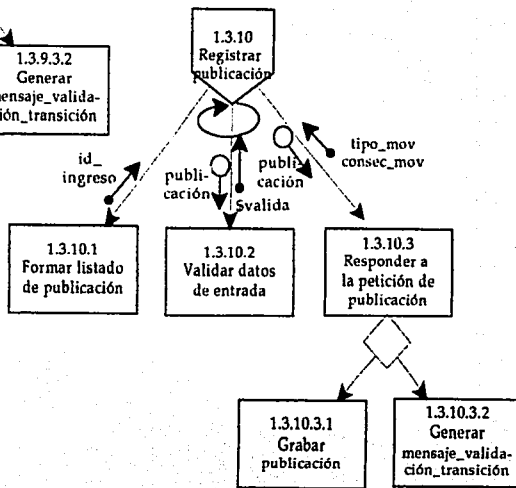 1.3.9.3.2
Generar
mensaje_valida-
ción_transición
1.3.10
Registrar
publicación
id_
ingreso
publi-
cación
$valida
publi-
cación
tipo_mov
consec_mov
1.3.10.1
Formar listado
de publicación
1.3.10.2
Validar datos
de entrada
1.3.10.3
Responder a
la petición de
publicación
1.3.10.3.1
Grabar
publicación
1.3.10.3.2
Generar
mensaje_valida-
ción_transición